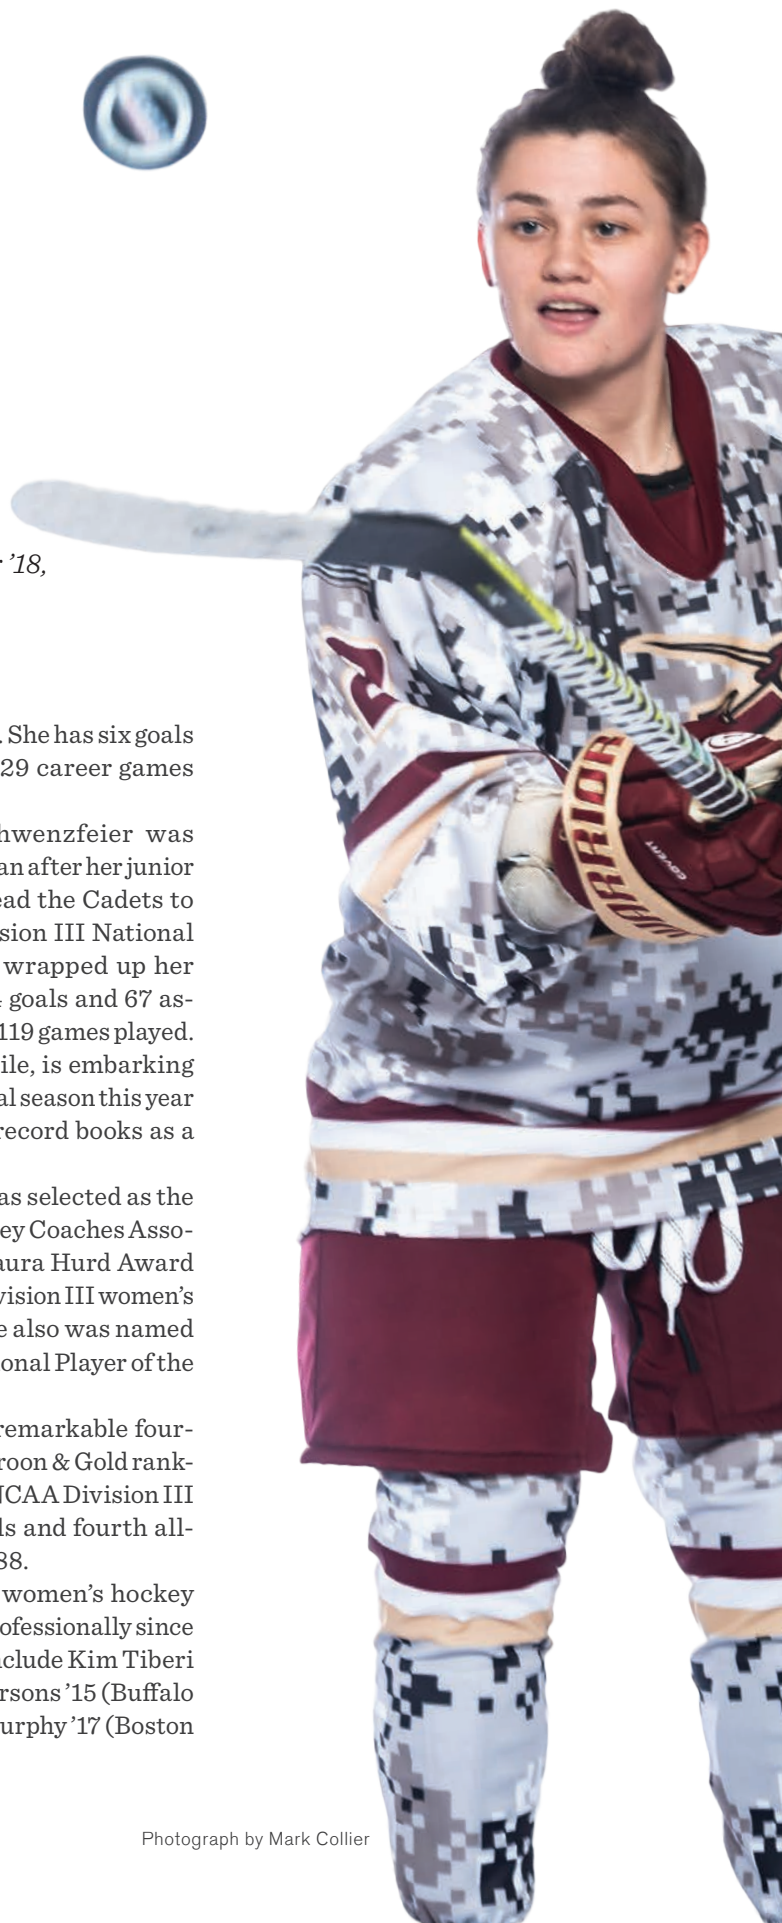 ’18,
. She has six goals
29 career games
hwenzfeier was
an after her junior
ead the Cadets to
sion III National
wrapped up her
goals and 67 as-
119 games played.
ile, is embarking
al season this year
record books as a
as selected as the
ey Coaches Asso-
aura Hurd Award
vision III women’s
e also was named
onal Player of the
remarkable four-
roon & Gold rank-
NCAA Division III
ls and fourth all-
88.
women’s hockey
ofessionally since
nclude Kim Tiberi
rsons ’15 (Buffalo
urphy ’17 (Boston
WARRIOR
COVERT
Photograph by Mark Collier